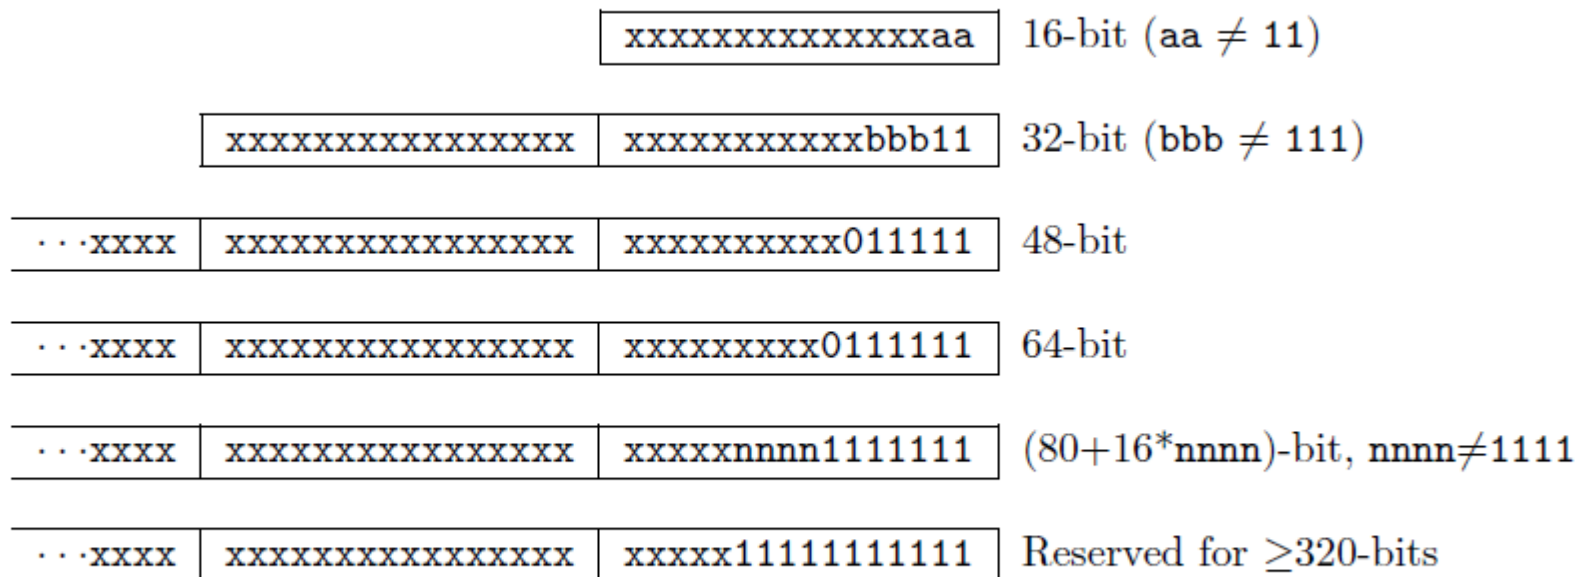 xxxxxxxxxxxxxxaa 16-bit (aa ≠ 11)
xxxxxxxxxxxxxxxx xxxxxxxxxxxbbb11 32-bit (bbb ≠ 111)
···xxxx xxxxxxxxxxxxxxxx xxxxxxxxxx011111 48-bit
···xxxx xxxxxxxxxxxxxxxx xxxxxxxxx0111111 64-bit
···xxxx xxxxxxxxxxxxxxxx xxxxxnnnn1111111 (80+16*nnnn)-bit, nnnn≠1111
···xxxx xxxxxxxxxxxxxxxx xxxxx11111111111 Reserved for ≥320-bits